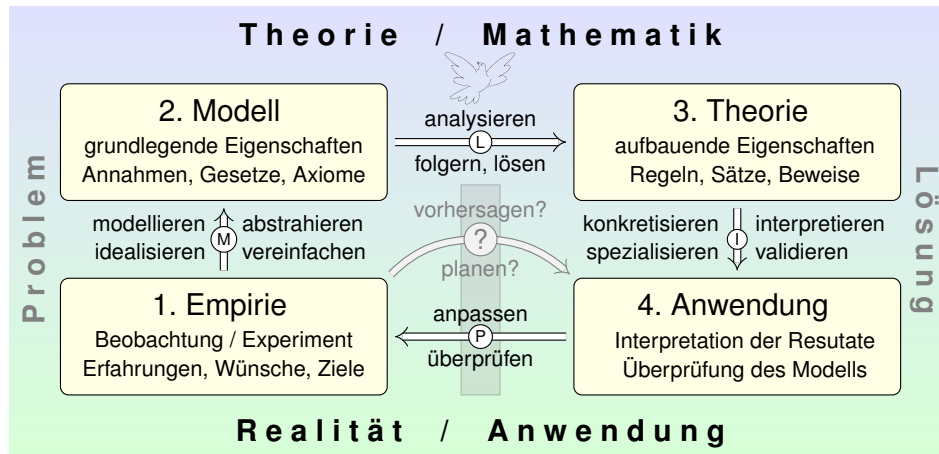 Theorie / Mathematik
2. Modell
grundlegende Eigenschaften
Annahmen, Gesetze, Axiome
analysieren
L
folgern, lösen
3. Theorie
aufbauende Eigenschaften
Regeln, Sätze, Beweise
Problem
Lösung
modellieren
idealisieren
M
abstrahieren
vereinfachen
vorhersagen?
?
planen?
konkretisieren
spezialisieren
I
interpretieren
validieren
1. Empirie
Beobachtung / Experiment
Erfahrungen, Wünsche, Ziele
anpassen
P
überprüfen
4. Anwendung
Interpretation der Resutate
Überprüfung des Modells
Realität / Anwendung